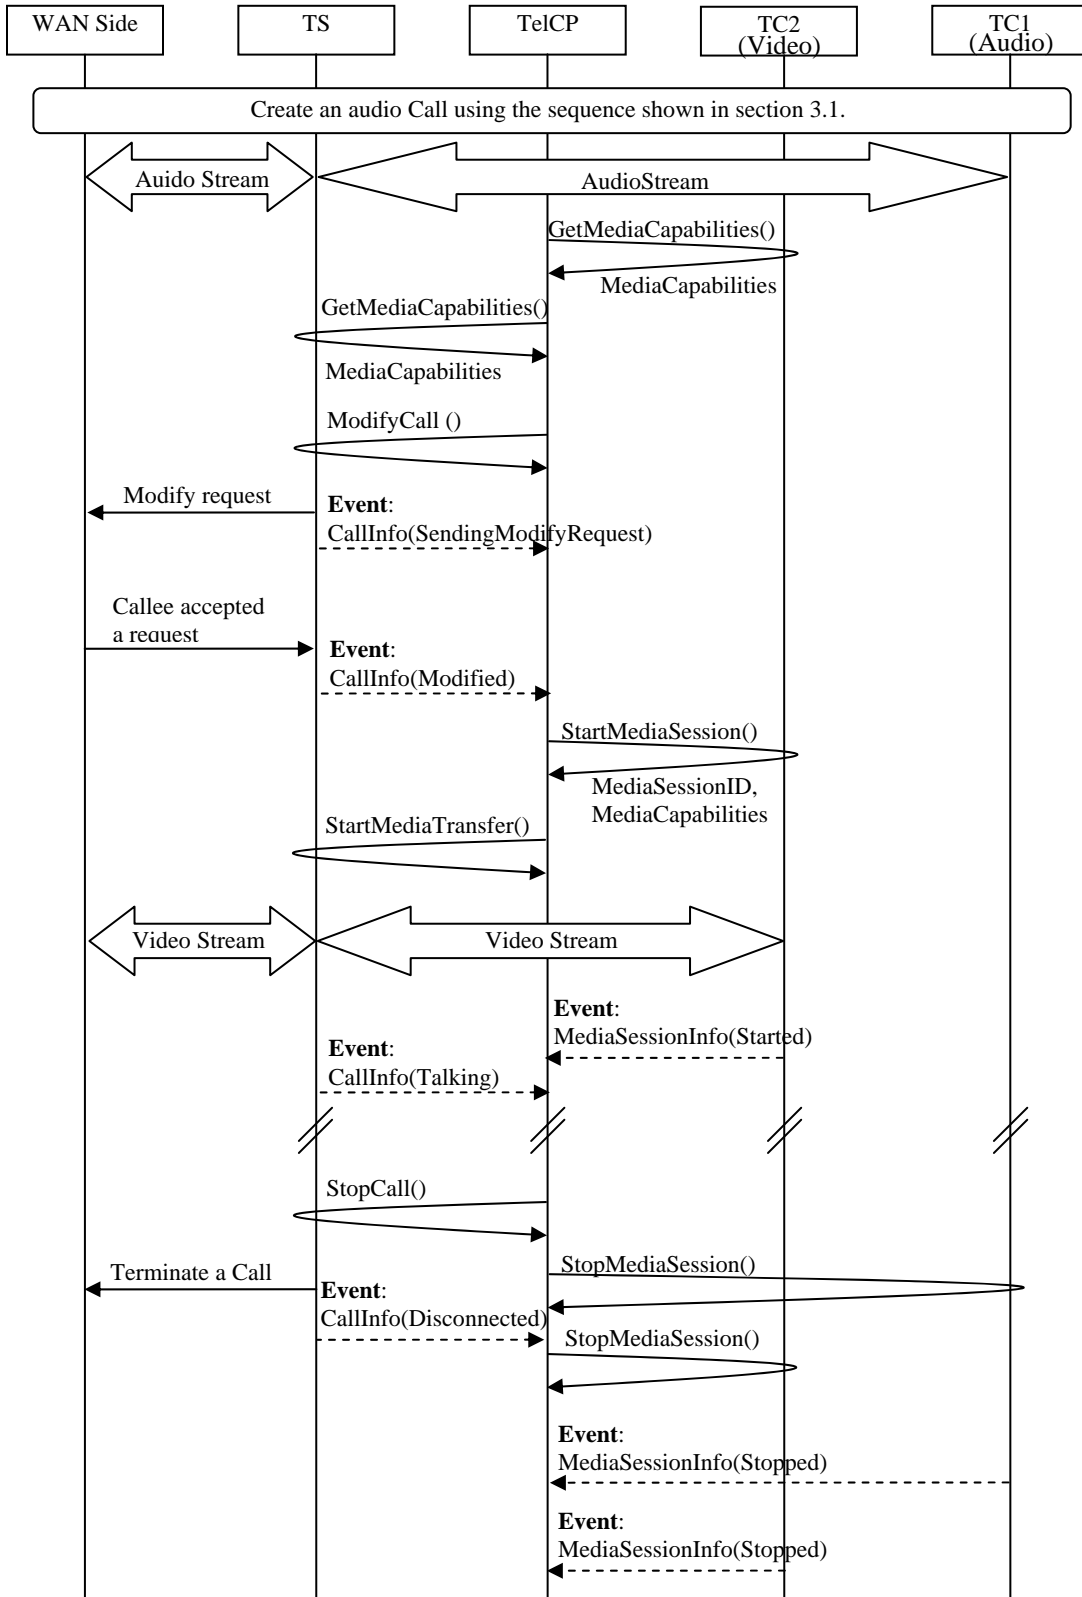 WAN Side
TS
TelCP
TC2
(Video)
TC1
(Audio)
Create an audio Call using the sequence shown in section 3.1.
Auido Stream
AudioStream
GetMediaCapabilities()
MediaCapabilities
GetMediaCapabilities()
MediaCapabilities
ModifyCall ()
Modify request
Event:
CallInfo(SendingModifyRequest)
Callee accepted
a request
Event:
CallInfo(Modified)
StartMediaSession()
MediaSessionID,
MediaCapabilities
StartMediaTransfer()
Video Stream
Video Stream
Event:
MediaSessionInfo(Started)
Event:
CallInfo(Talking)
StopCall()
StopMediaSession()
Terminate a Call
Event:
CallInfo(Disconnected)
StopMediaSession()
Event:
MediaSessionInfo(Stopped)
Event:
MediaSessionInfo(Stopped)